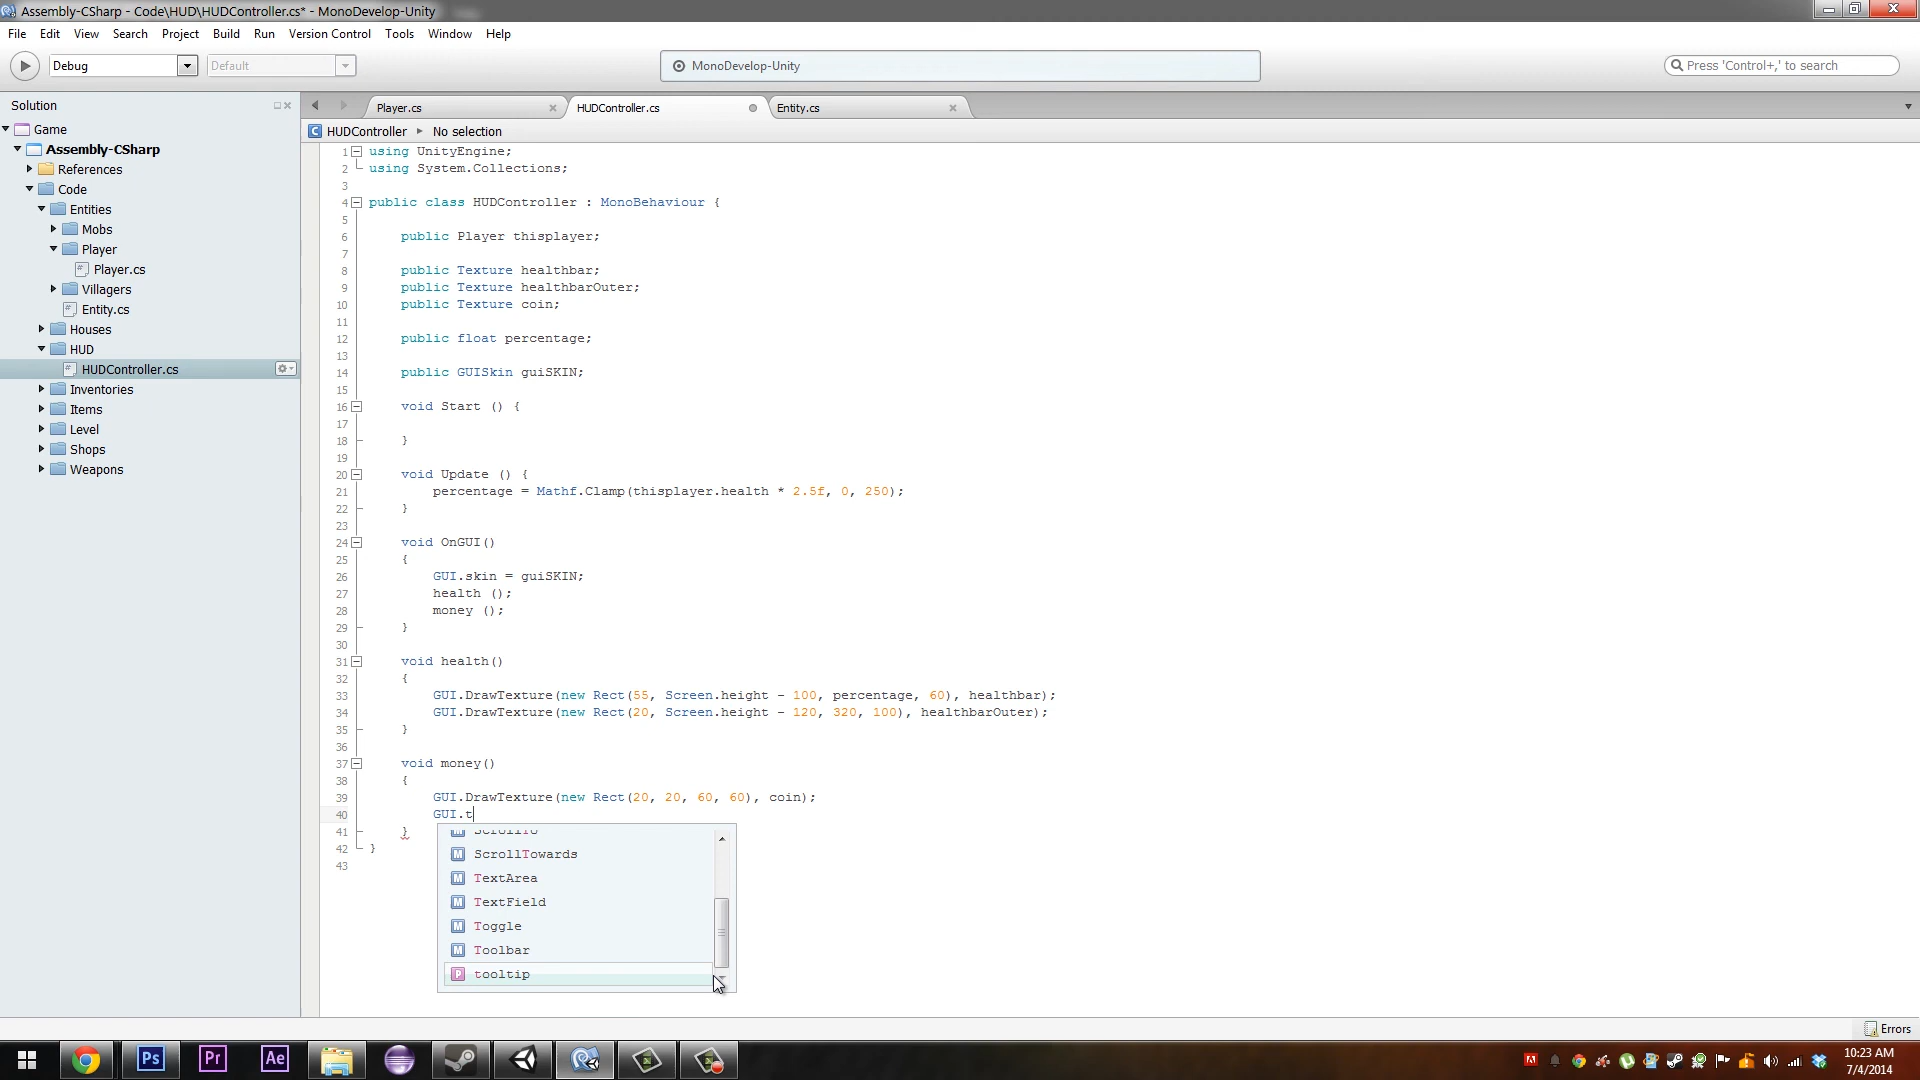 Assembly-CSharp - Code\HUD\HUDController.cs* - MonoDevelop-Unity
File Edit View Search Project Build Run Version Control Tools Window Help
Debug
Default
MonoDevelop-Unity
Press 'Control+,' to search
Solution
Game
Assembly-CSharp
References
Code
Entities
Mobs
Player
Player.cs
Villagers
Entity.cs
Houses
HUD
HUDController.cs
Inventories
Items
Level
Shops
Weapons
Player.cs
HUDController.cs
Entity.cs
C HUDController No selection
1 using UnityEngine;
2 using System.Collections;
3
4 public class HUDController : MonoBehaviour {
5
6 public Player thisplayer;
7
8 public Texture healthbar;
9 public Texture healthbarOuter;
10 public Texture coin;
11
12 public float percentage;
13
14 public GUISkin guiSKIN;
15
16 void Start () {
17
18 }
19
20 void Update () {
21 percentage = Mathf.Clamp(thisplayer.health * 2.5f, 0, 250);
22 }
23
24 void OnGUI()
25 {
26 GUI.skin = guiSKIN;
27 health ();
28 money ();
29 }
30
31 void health()
32 {
33 GUI.DrawTexture(new Rect(55, Screen.height - 100, percentage, 60), healthbar);
34 GUI.DrawTexture(new Rect(20, Screen.height - 120, 320, 100), healthbarOuter);
35 }
36
37 void money()
38 {
39 GUI.DrawTexture(new Rect(20, 20, 60, 60), coin);
40 GUI.t
41 }
42 }
43
M ScrollTo
M ScrollTowards
M TextArea
M TextField
M Toggle
M Toolbar
P tooltip
Errors
Ps Pr Ae
10:23 AM
7/4/2014